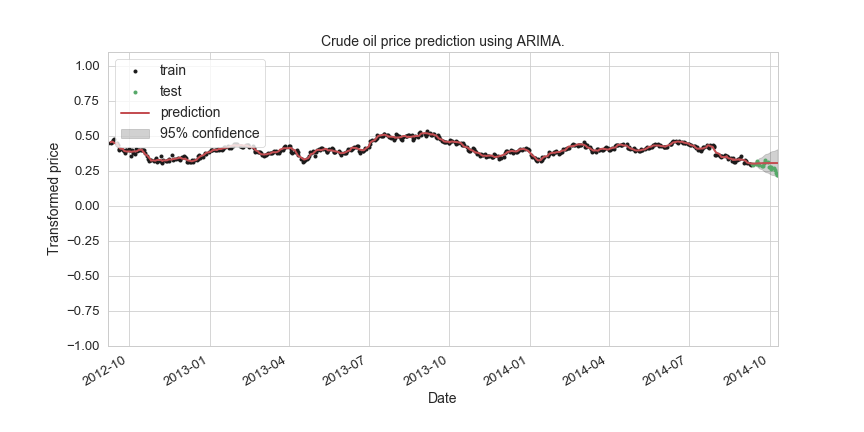 Crude oil price prediction using ARIMA.
train
test
prediction
95% confidence
1.00
0.75
0.50
0.25
0.00
−0.25
−0.50
−0.75
−1.00
Transformed price
2012-10
2013-01
2013-04
2013-07
2013-10
2014-01
2014-04
2014-07
2014-10
Date